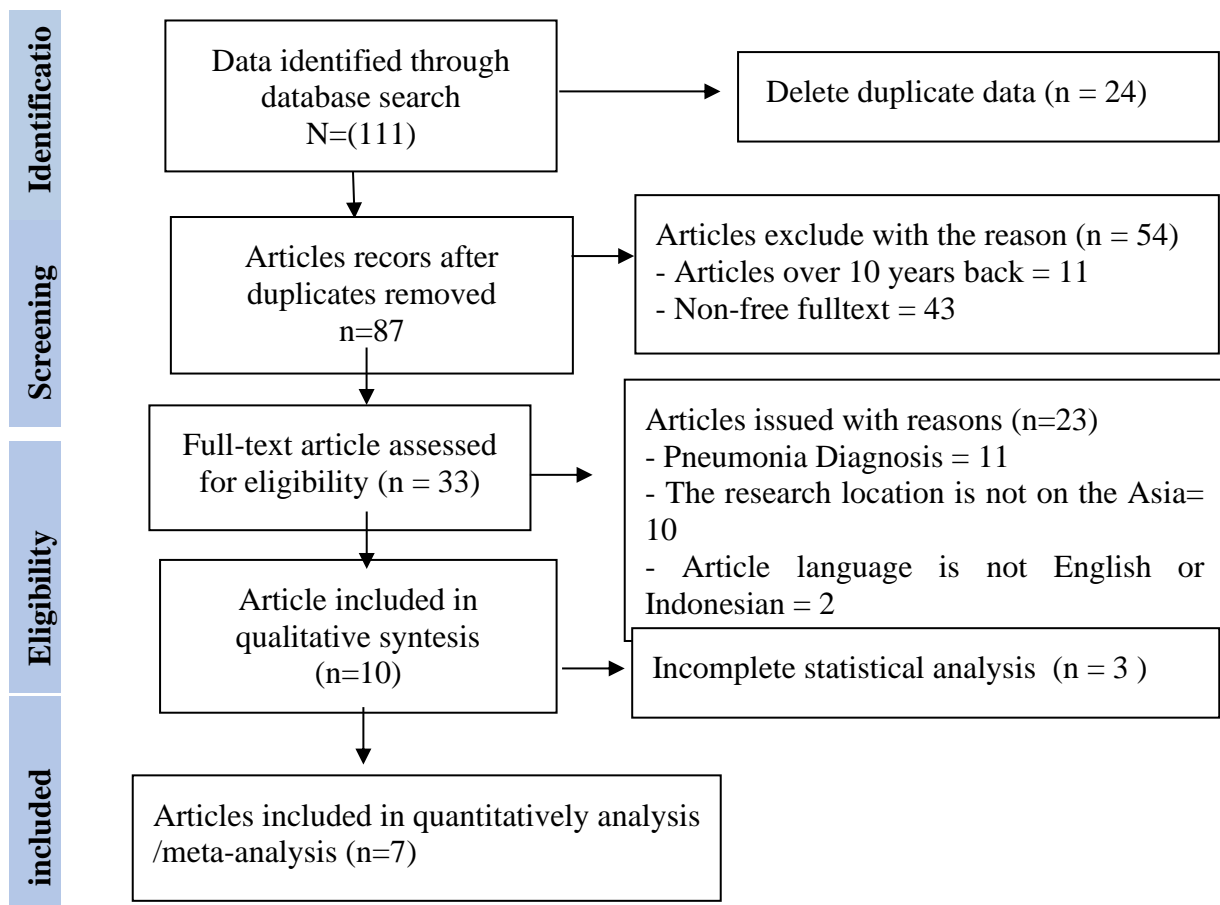 Identificatio
Data identified through
database search
N=(111)
Delete duplicate data (n = 24)
Screening
Articles recors after
duplicates removed
n=87
Articles exclude with the reason (n = 54)
- Articles over 10 years back = 11
- Non-free fulltext = 43
Eligibility
Full-text article assessed
for eligibility (n = 33)
Articles issued with reasons (n=23)
- Pneumonia Diagnosis = 11
- The research location is not on the Asia=
10
- Article language is not English or
Indonesian = 2
Article included in
qualitative syntesis
(n=10)
Incomplete statistical analysis (n = 3 )
included
Articles included in quantitatively analysis
/meta-analysis (n=7)